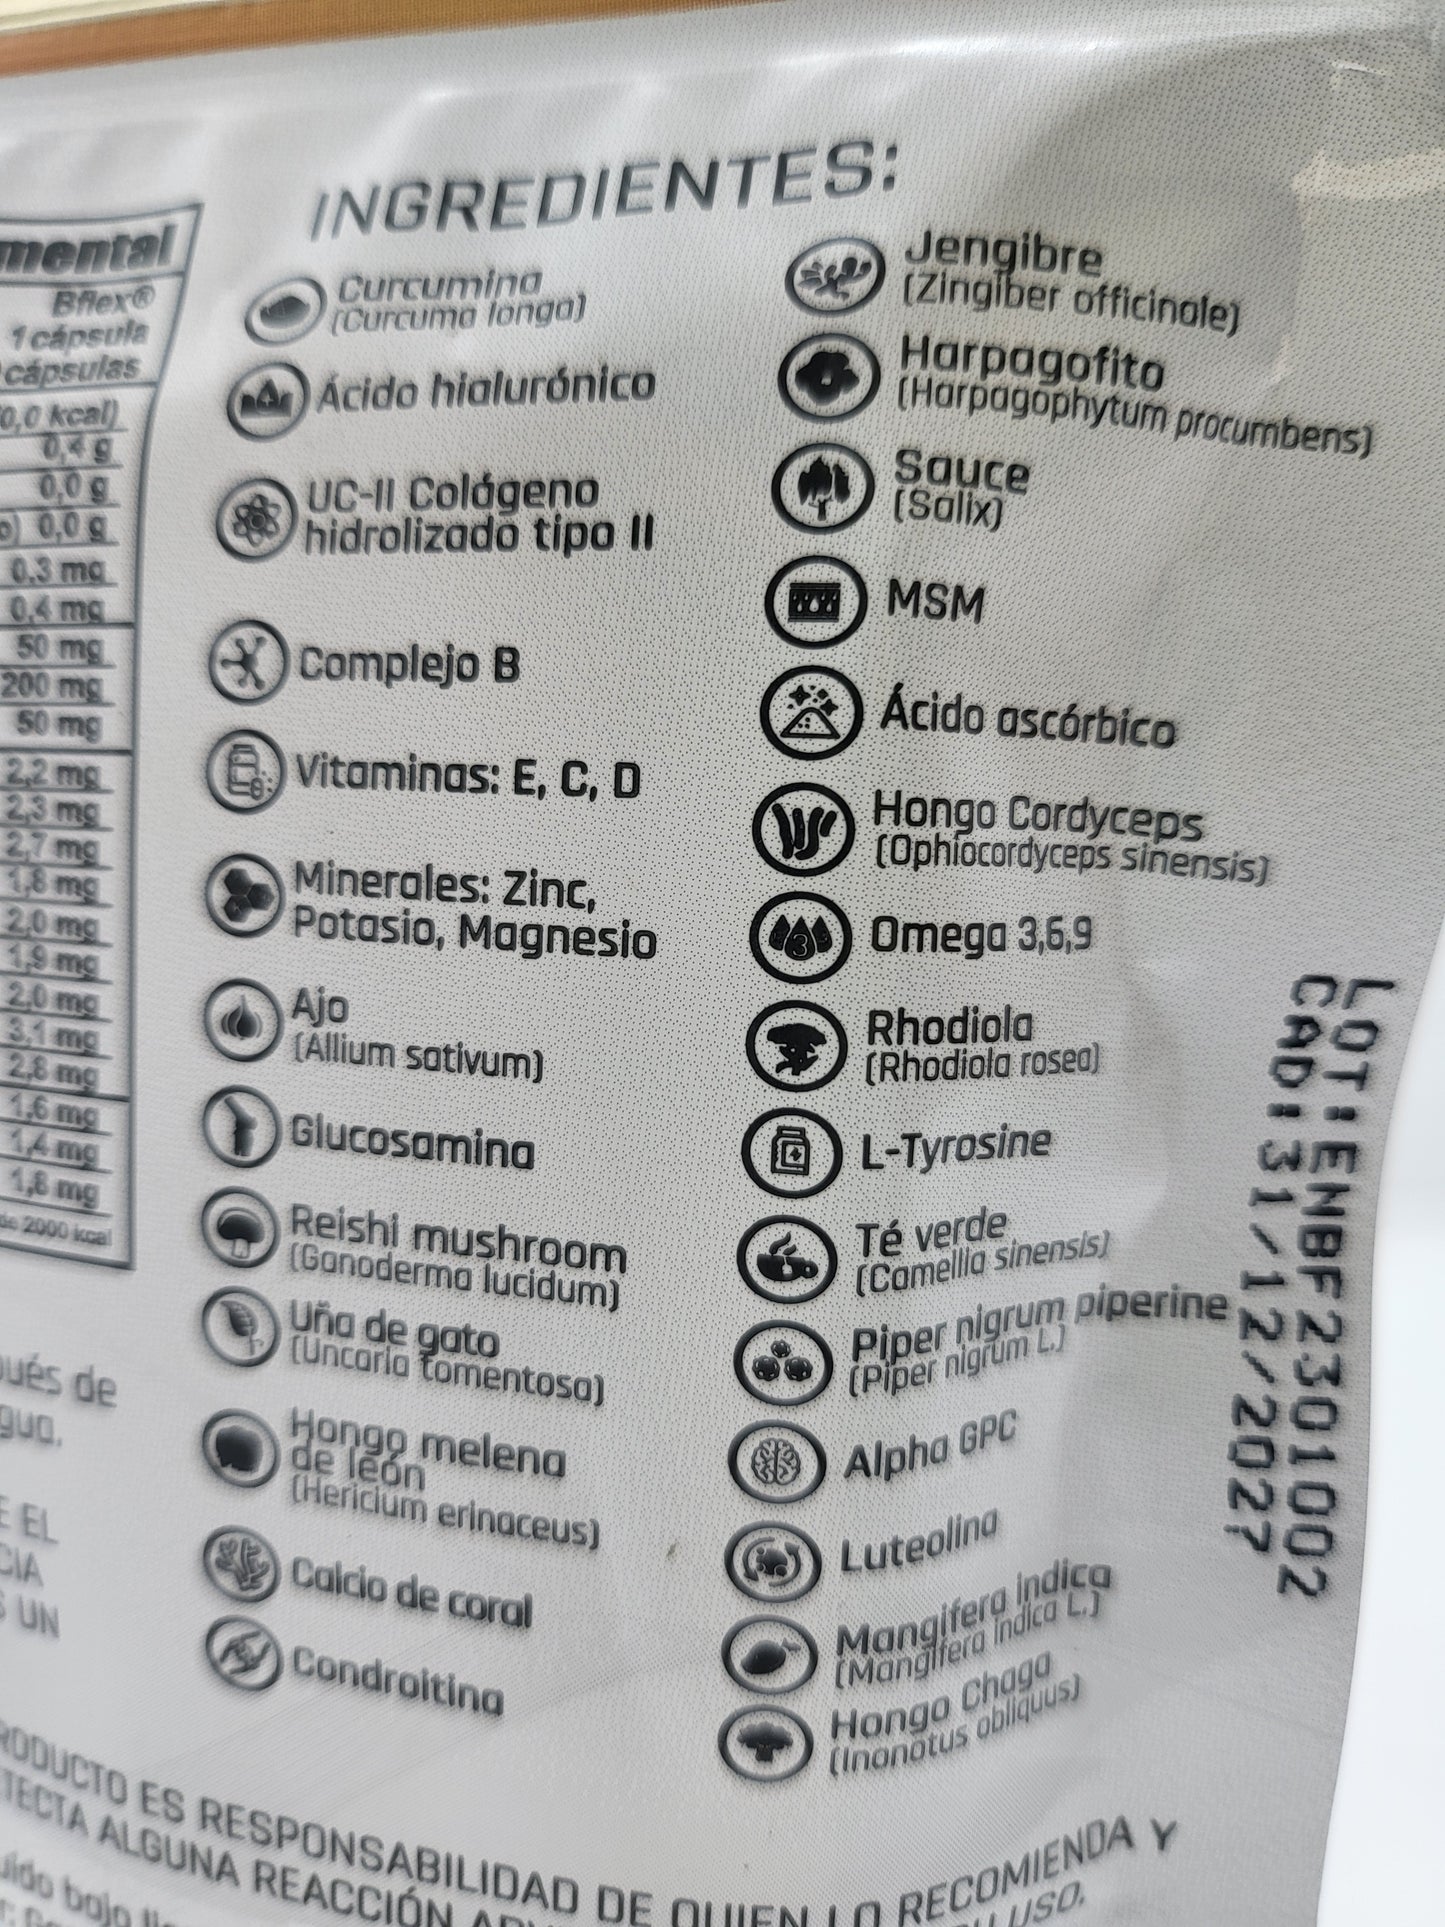 mental
Bflex®
1 cápsula
cápsulas
0,0 kcal)
0,4 g
0,0 g
0,0 g
0,3 mg
0,4 mg
50 mg
200 mg
50 mg
2,2 mg
2,3 mg
2,7 mg
1,8 mg
2,0 mg
1,9 mg
2,0 mg
3,1 mg
2,8 mg
1,6 mg
1,4 mg
1,8 mg
de 2000 kcal
ués de
gua.
E EL
CIA
S UN
INGREDIENTES:
Curcumina
(Curcuma longa)
Ácido hialurónico
UC-II Colágeno
hidrolizado tipo II
Complejo B
Vitaminas: E, C, D
Minerales: Zinc,
Potasio, Magnesio
Ajo
(Allium sativum)
Glucosamina
Reishi mushroom
(Ganoderma lucidum)
Uña de gato
(Uncaria tomentosa)
Hongo melena
de león
(Hericium erinaceus)
Calcio de coral
Condroitina
Jengibre
(Zingiber officinale)
Harpagofito
(Harpagophytum procumbens)
Sauce
(Salix)
MSM
Ácido ascórbico
Hongo Cordyceps
(Ophiocordyceps sinensis)
Omega 3,6,9
3
Rhodiola
(Rhodiola rosea)
L-Tyrosine
Té verde
(Camellia sinensis)
Piper nigrum piperine
(Piper nigrum L.)
Alpha GPC
Luteolina
Mangifera indica
(Mangifera indica L.)
Hongo Chaga
(Inonotus obliquus)
LOT:ENBF2301002
CAD:31/12/2027
RODUCTO ES RESPONSABILIDAD DE QUIEN LO RECOMIENDA Y
TECTA ALGUNA REACCIÓN
USO.
uido bajo